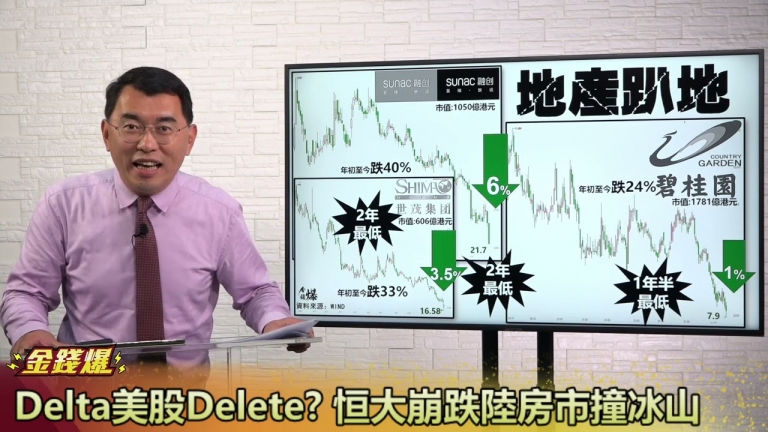 sunac 融创
sunac 融创
市值:1050億港元
地產趴地
年初至今跌40%
6%
21.7
2年
最低
SHIMAO
世茂集团
市值:606億港元
2年
最低
3.5%
年初至今跌33%
金錢爆
資料來源：WIND
16.58
COUNTRY
GARDEN
碧桂園
年初至今跌24%
市值:1781億港元
1%
1年半
最低
7.9
金錢爆
Delta美股Delete? 恒大崩跌陸房市撞冰山